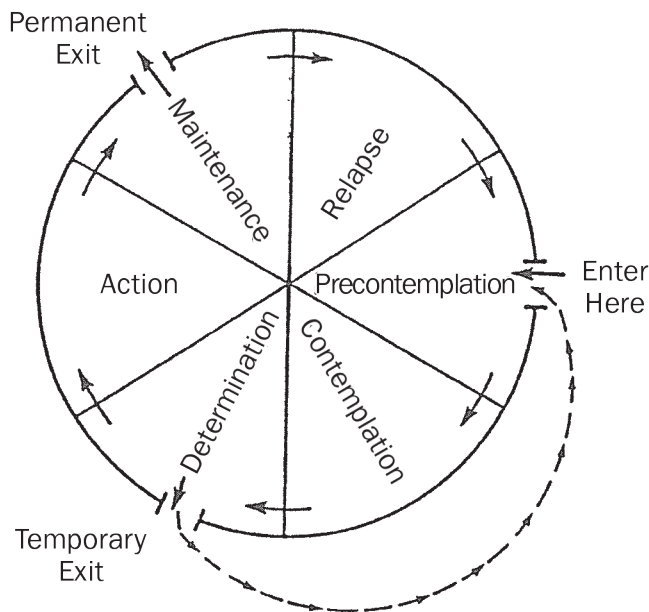 Permanent
Exit
Maintenance
Relapse
Action
Precontemplation
Enter
Here
Determination
Contemplation
Temporary
Exit